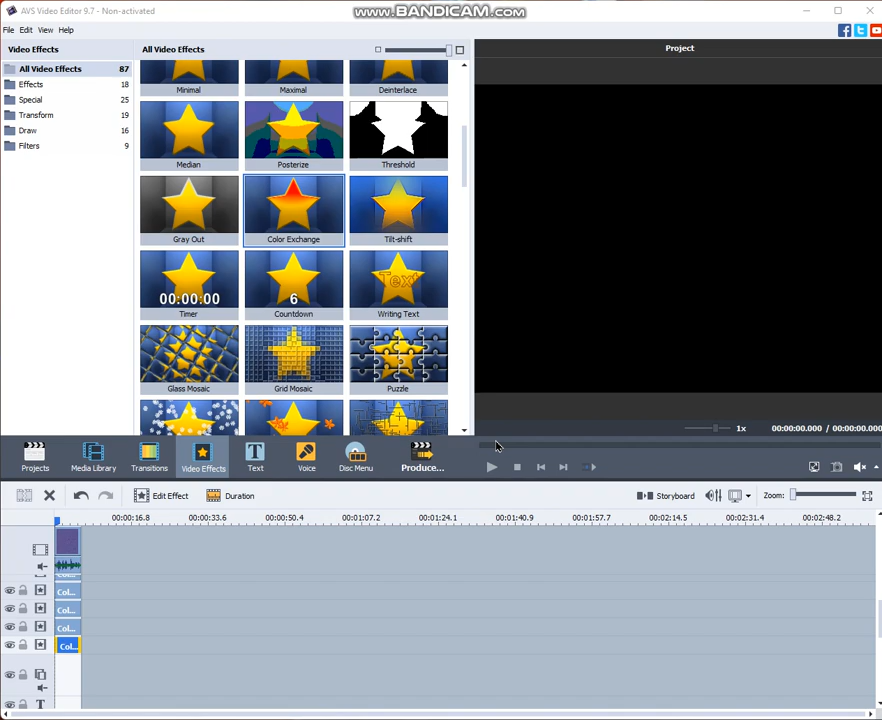 AVS Video Editor 9.7 - Non-activated
www.BANDICAM.com
File Edit View Help
Video Effects
All Video Effects 87
Effects 18
Special 25
Transform 19
Draw 16
Filters 9
All Video Effects
Minimal Maximal Deinterlace
Median Posterize Threshold
Gray Out Color Exchange Tilt-shift
00:00:00 6 Text
Timer Countdown Writing Text
Glass Mosaic Grid Mosaic Puzzle
Project
1x 00:00:00.000 / 00:00:00.000
Projects Media Library Transitions Video Effects Text Voice Disc Menu Produce...
Edit Effect Duration Storyboard Zoom:
00:00:16.8 00:00:33.6 00:00:50.4 00:01:07.2 00:01:24.1 00:01:40.9 00:01:57.7 00:02:14.5 00:02:31.4 00:02:48.2
Col...
Col...
Col...
Col...
Col...
T